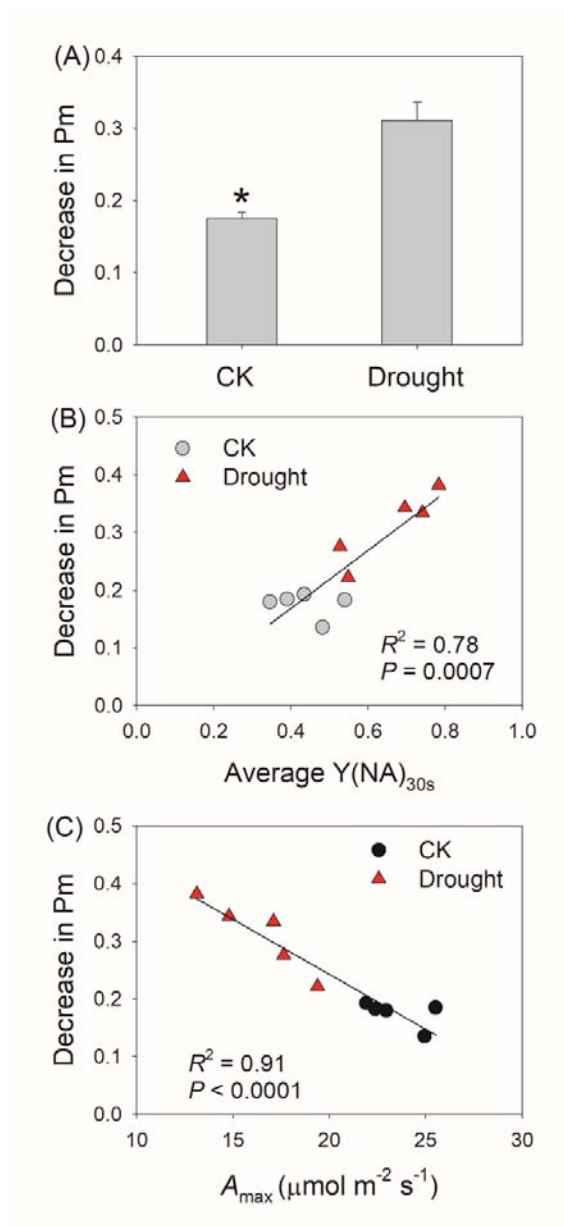 (A)
Decrease in Pm
0.4
0.3
0.2
0.1
0.0
*
CK
Drought
(B)
Decrease in Pm
0.5
0.4
0.3
0.2
0.1
0.0
CK
Drought
R² = 0.78
P = 0.0007
0.0 0.2 0.4 0.6 0.8 1.0
Average Y(NA)₃₀ₛ
(C)
Decrease in Pm
0.5
0.4
0.3
0.2
0.1
0.0
CK
Drought
R² = 0.91
P < 0.0001
10 15 20 25 30
Amax (μmol m⁻² s⁻¹)